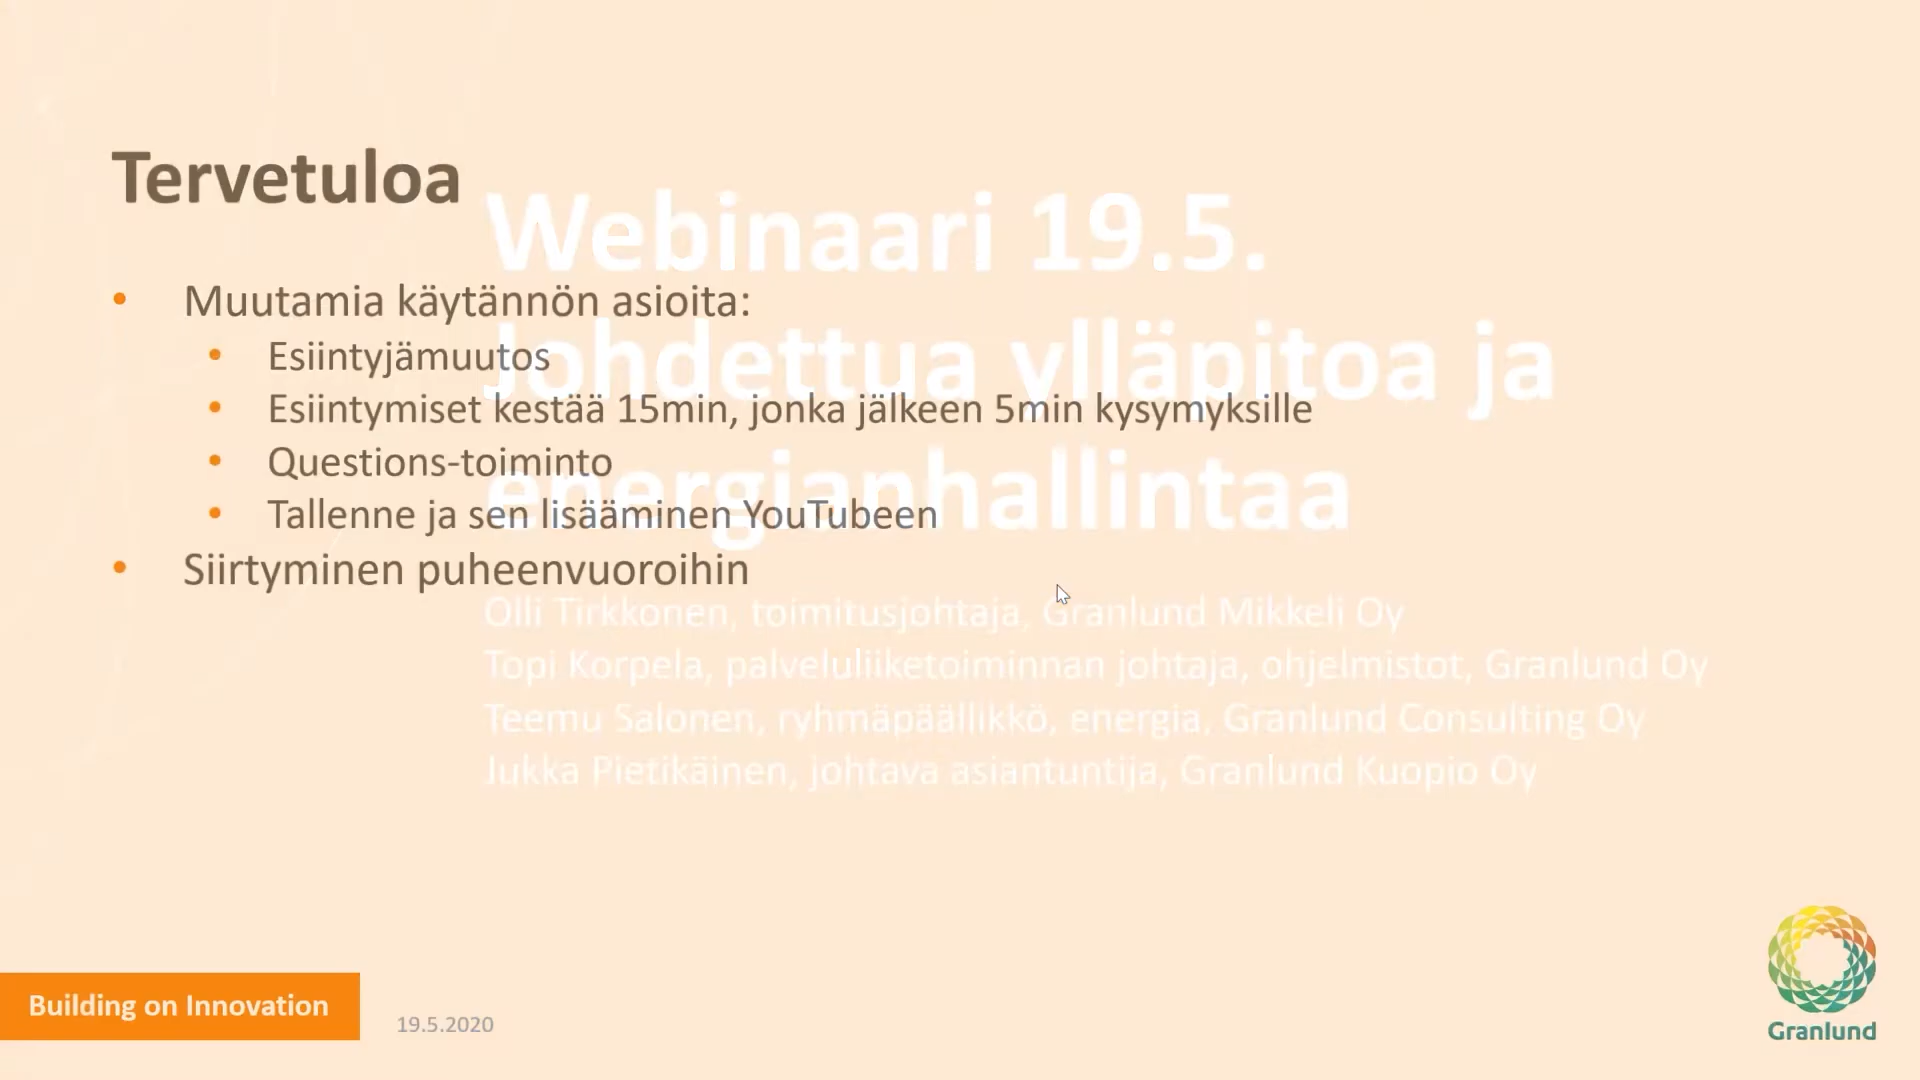 Tervetuloa
• Muutamia käytännön asioita:
• Esiintyjämuutos
• Esiintymiset kestää 15min, jonka jälkeen 5min kysymyksille
• Questions-toiminto
• Tallenne ja sen lisääminen YouTubeen
• Siirtyminen puheenvuoroihin
Webinaari 19.5.
Johdettua ylläpitoa ja
energianhallintaa
Olli Tirkkonen, toimitusjohtaja, Granlund Mikkeli Oy
Topi Korpela, palveluliiketoiminnan johtaja, ohjelmistot, Granlund Oy
Teemu Salonen, ryhmäpäällikkö, energia, Granlund Consulting Oy
Jukka Pietikäinen, johtava asiantuntija, Granlund Kuopio Oy
Building on Innovation
19.5.2020
Granlund